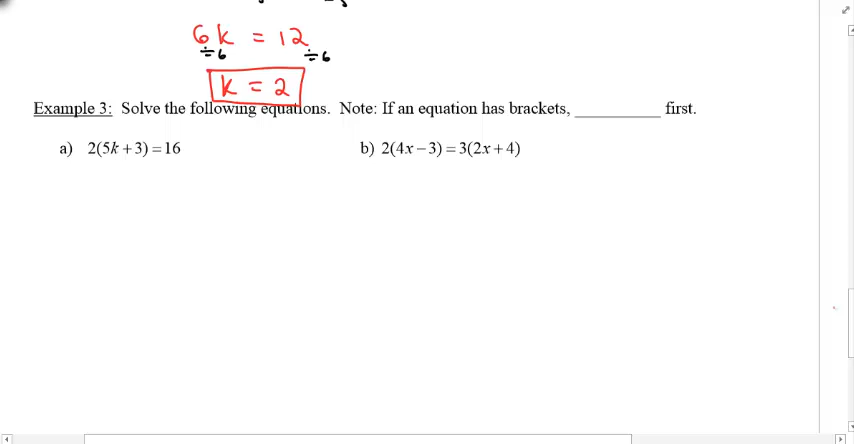 6k = 12
÷6 ÷6
k = 2
Example 3: Solve the following equations. Note: If an equation has brackets, __________ first.
a) 2(5k+3)=16 b) 2(4x−3)=3(2x+4)